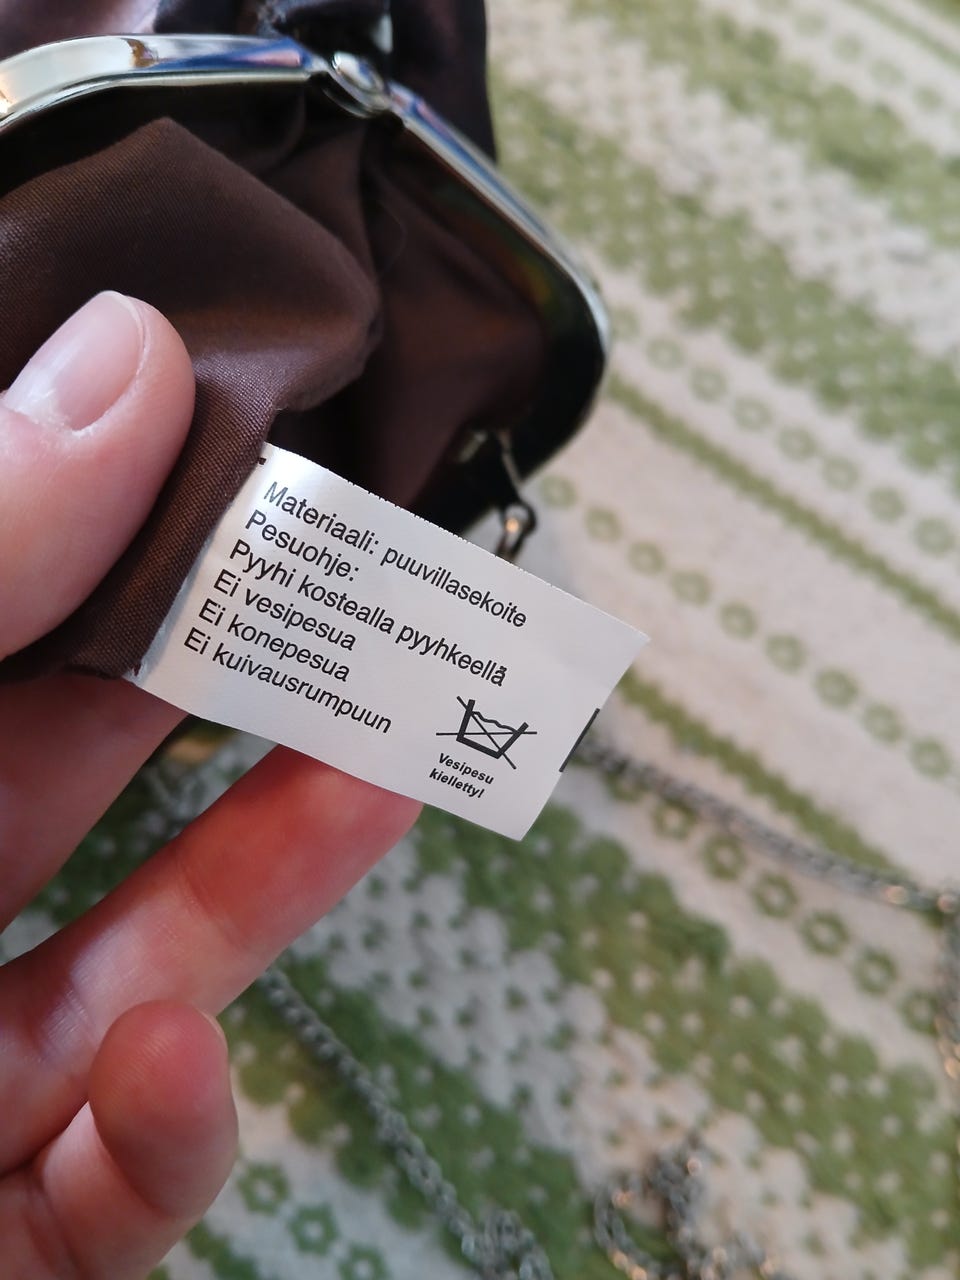 Materiaali: puuvillasekoite
Pesuohje:
Pyyhi kostealla pyyhkeellä
Ei vesipesua
Ei konepesua
Ei kuivausrumpuun
Vesipesu
kielletty!